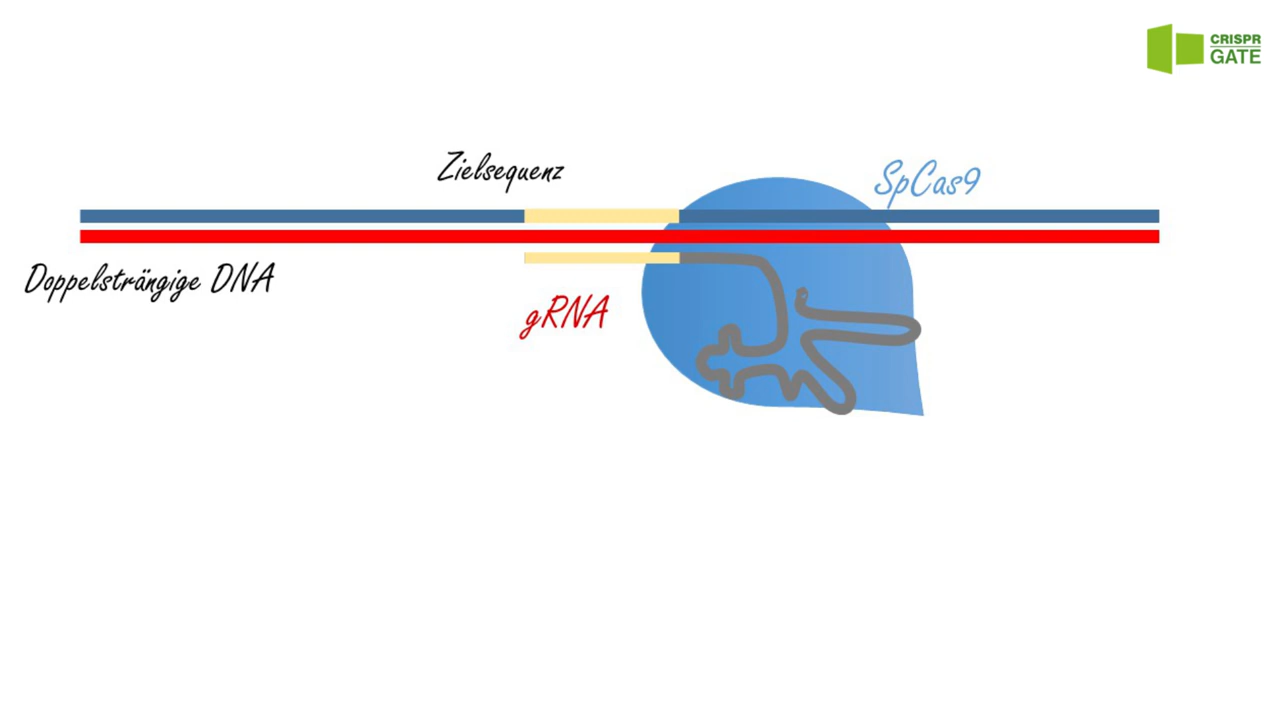 CRISPR
GATE
Zielsequenz
SpCas9
Doppelsträngige DNA
gRNA